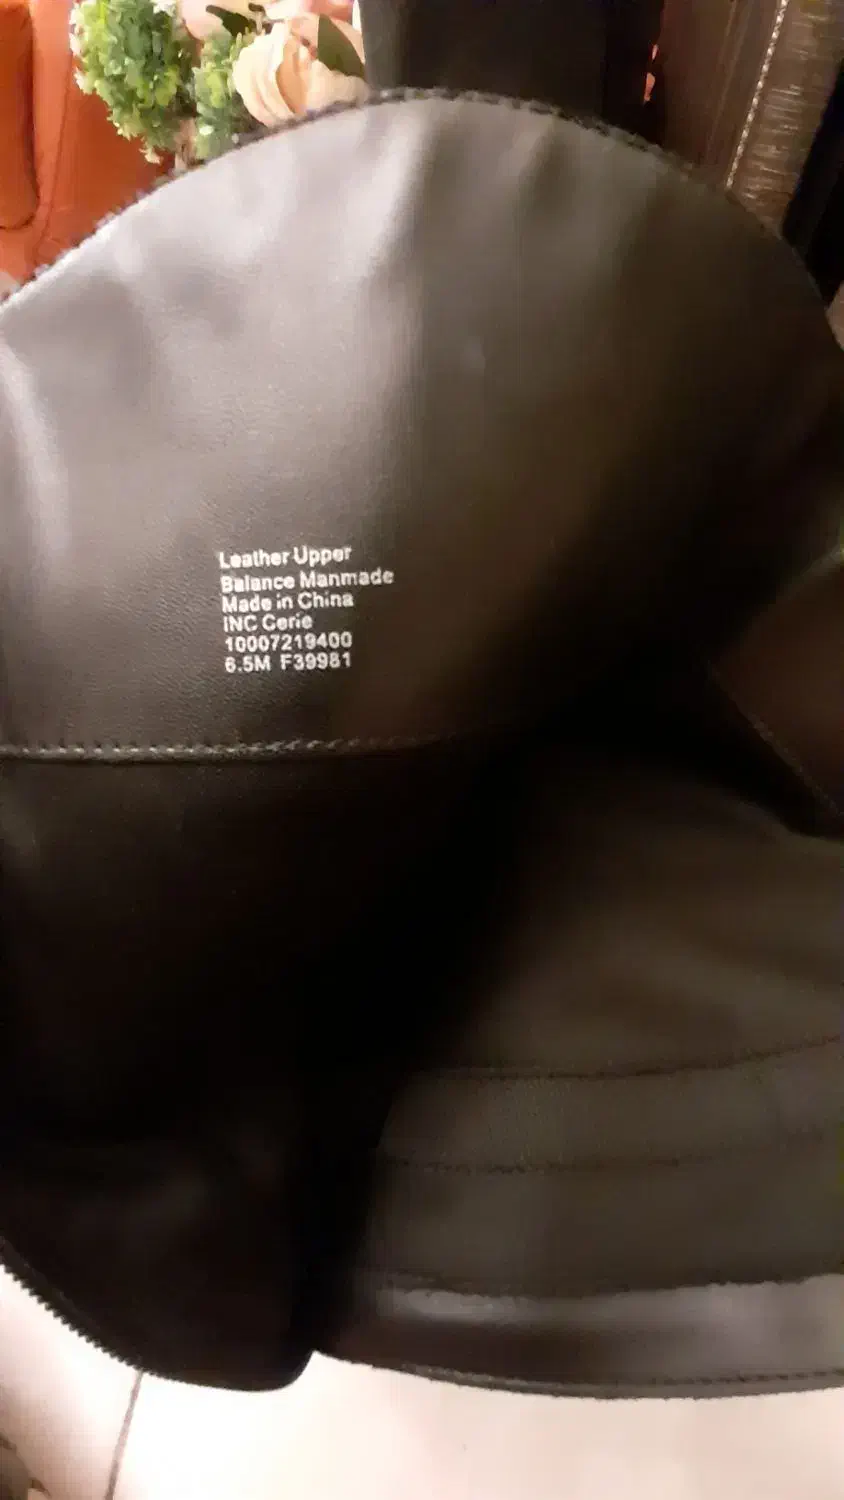 Leather Upper
Balance Manmade
Made in China
INC Cerie
10007219400
6.5M F39981